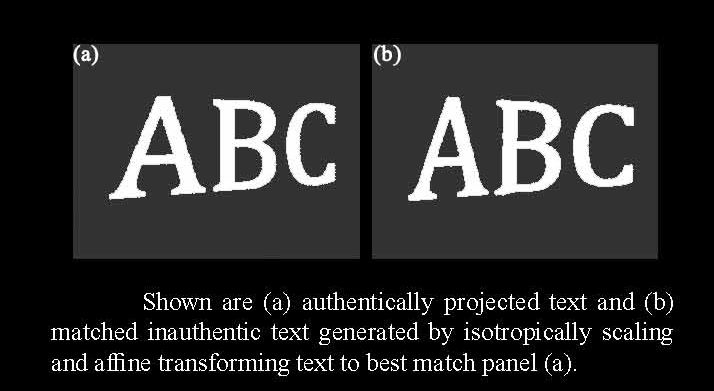 (a) (b)
ABC ABC
Shown are (a) authentically projected text and (b)
matched inauthentic text generated by isotropically scaling
and affine transforming text to best match panel (a).